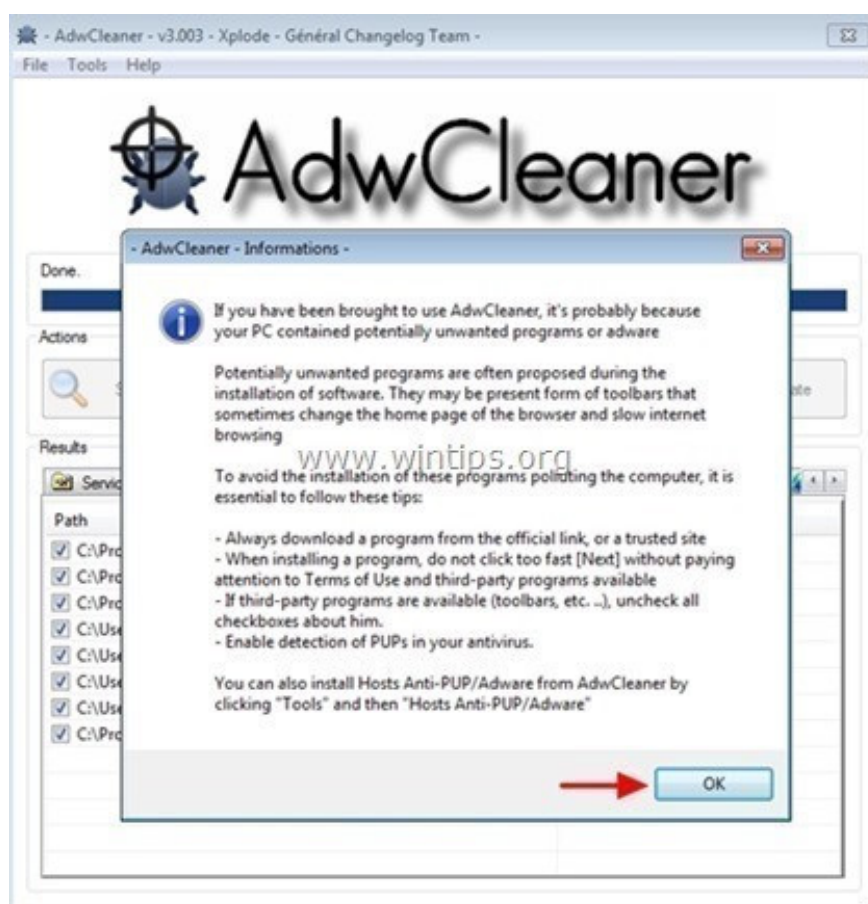 - AdwCleaner - v3.003 - Xplode - Général Changelog Team -
File Tools Help
AdwCleaner
- AdwCleaner - Informations -
Done.
If you have been brought to use AdwCleaner, it's probably because
your PC contained potentially unwanted programs or adware
Actions
Potentially unwanted programs are often proposed during the
installation of software. They may be present form of toolbars that
sometimes change the home page of the browser and slow internet
browsing
Results
www.wintips.org
To avoid the installation of these programs polluting the computer, it is
essential to follow these tips:
Servic
Path
- Always download a program from the official link, or a trusted site
- When installing a program, do not click too fast [Next] without paying
attention to Terms of Use and third-party programs available
- If third-party programs are available (toolbars, etc. ..), uncheck all
checkboxes about him.
- Enable detection of PUPs in your antivirus.
You can also install Hosts Anti-PUP/Adware from AdwCleaner by
clicking "Tools" and then "Hosts Anti-PUP/Adware"
C:\Pro
C:\Pro
C:\Pro
C:\Use
C:\Use
C:\Use
C:\Use
C:\Pro
OK